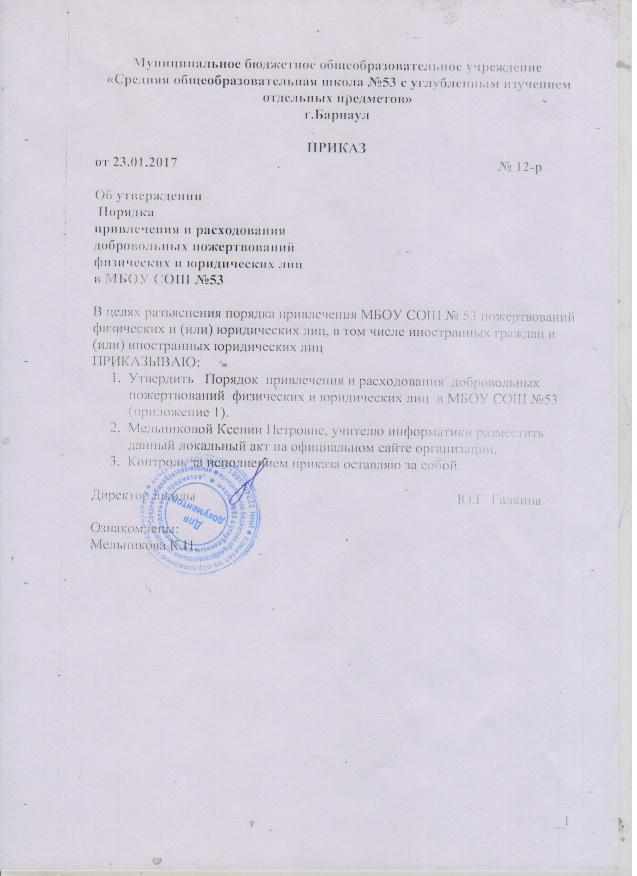 Муниципальное бюджетное общеобразовательное учреждение
«Средняя общеобразовательная школа №53 с углубленным изучением
отдельных предметов»
г.Барнаул
ПРИКАЗ
от 23.01.2017 № 12-р
Об утверждении
Порядка
привлечения и расходования
добровольных пожертвований
физических и юридических лиц
в МБОУ СОШ №53
В целях разъяснения порядка привлечения МБОУ СОШ № 53 пожертвований
физических и (или) юридических лиц, в том числе иностранных граждан и
(или) иностранных юридических лиц
ПРИКАЗЫВАЮ:
1. Утвердить Порядок привлечения и расходования добровольных
пожертвований физических и юридических лиц в МБОУ СОШ №53
(приложение 1).
2. Мельниковой Ксении Петровне, учителю информатики разместить
данный локальный акт на официальном сайте организации.
3. Контроль за исполнением приказа оставляю за собой.
Директор школы Ю.Г. Галкина
Для
документов
Ознакомлены:
Мельникова К.П.
1